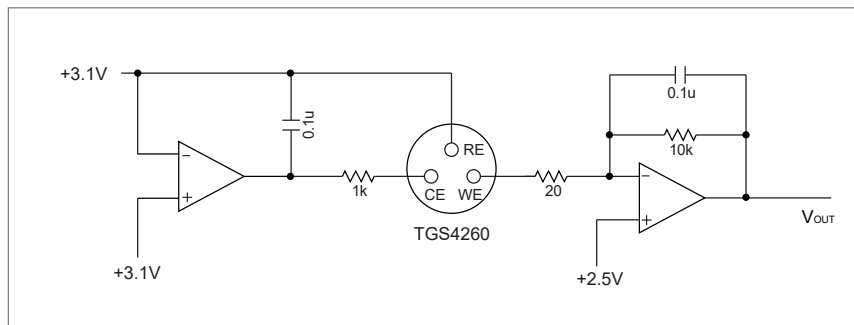 +3.1V
0.1u
−
+
+3.1V
1k
RE
CE
WE
TGS4260
20
0.1u
10k
−
+
+2.5V
VOUT